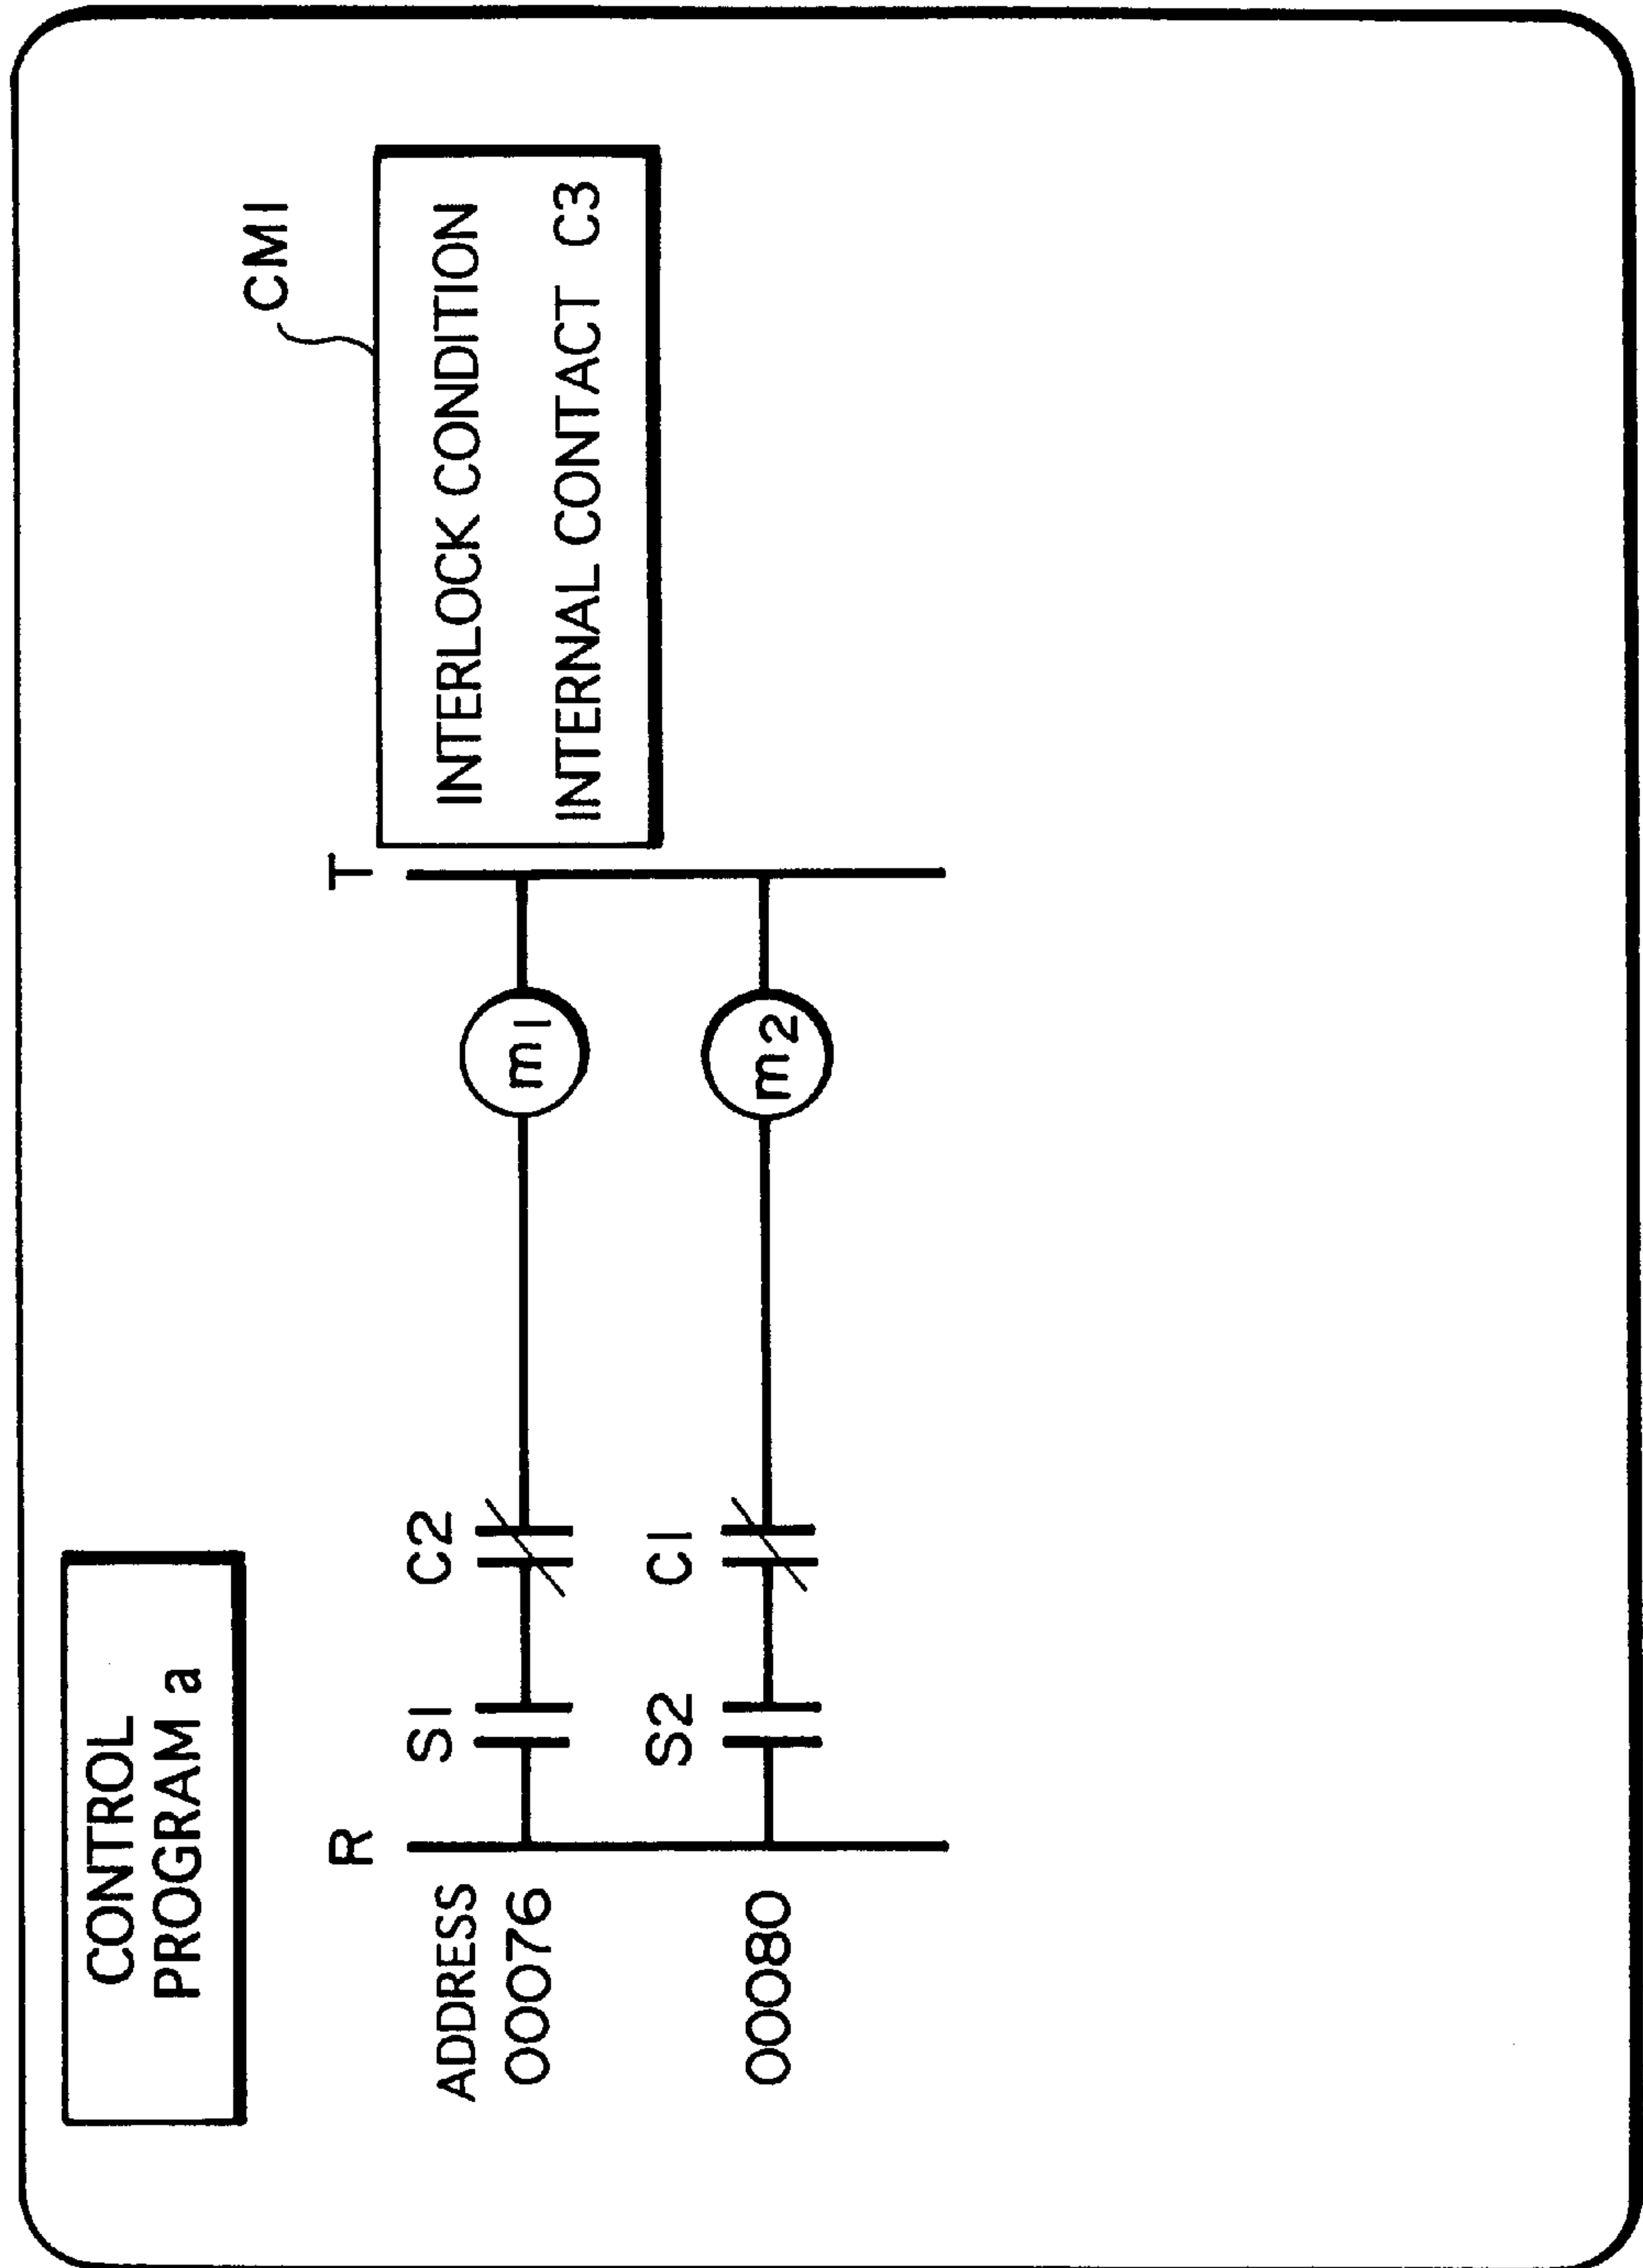 CONTROL
PROGRAM a
CM1
R
T
INTERLOCK CONDITION
INTERNAL CONTACT C3
ADDRESS
S1
C2
00076
m1
S2
C1
00080
m2